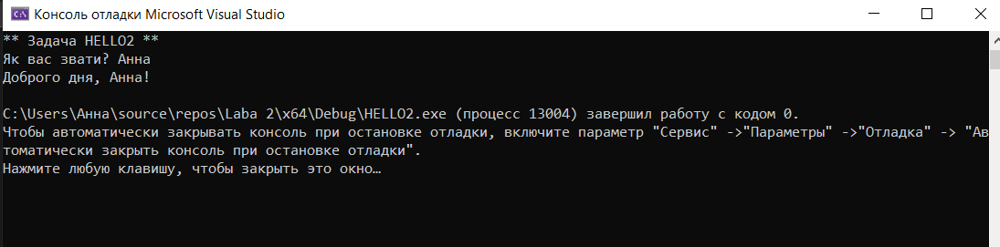 Консоль отладки Microsoft Visual Studio
** Задача HELLO2 **
Як вас звати? Анна
Доброго дня, Анна!
C:\Users\Анна\source\repos\Laba 2\x64\Debug\HELLO2.exe (процесс 13004) завершил работу с кодом 0.
Чтобы автоматически закрывать консоль при остановке отладки, включите параметр "Сервис" ->"Параметры" ->"Отладка" -> "Ав
томатически закрыть консоль при остановке отладки".
Нажмите любую клавишу, чтобы закрыть это окно…